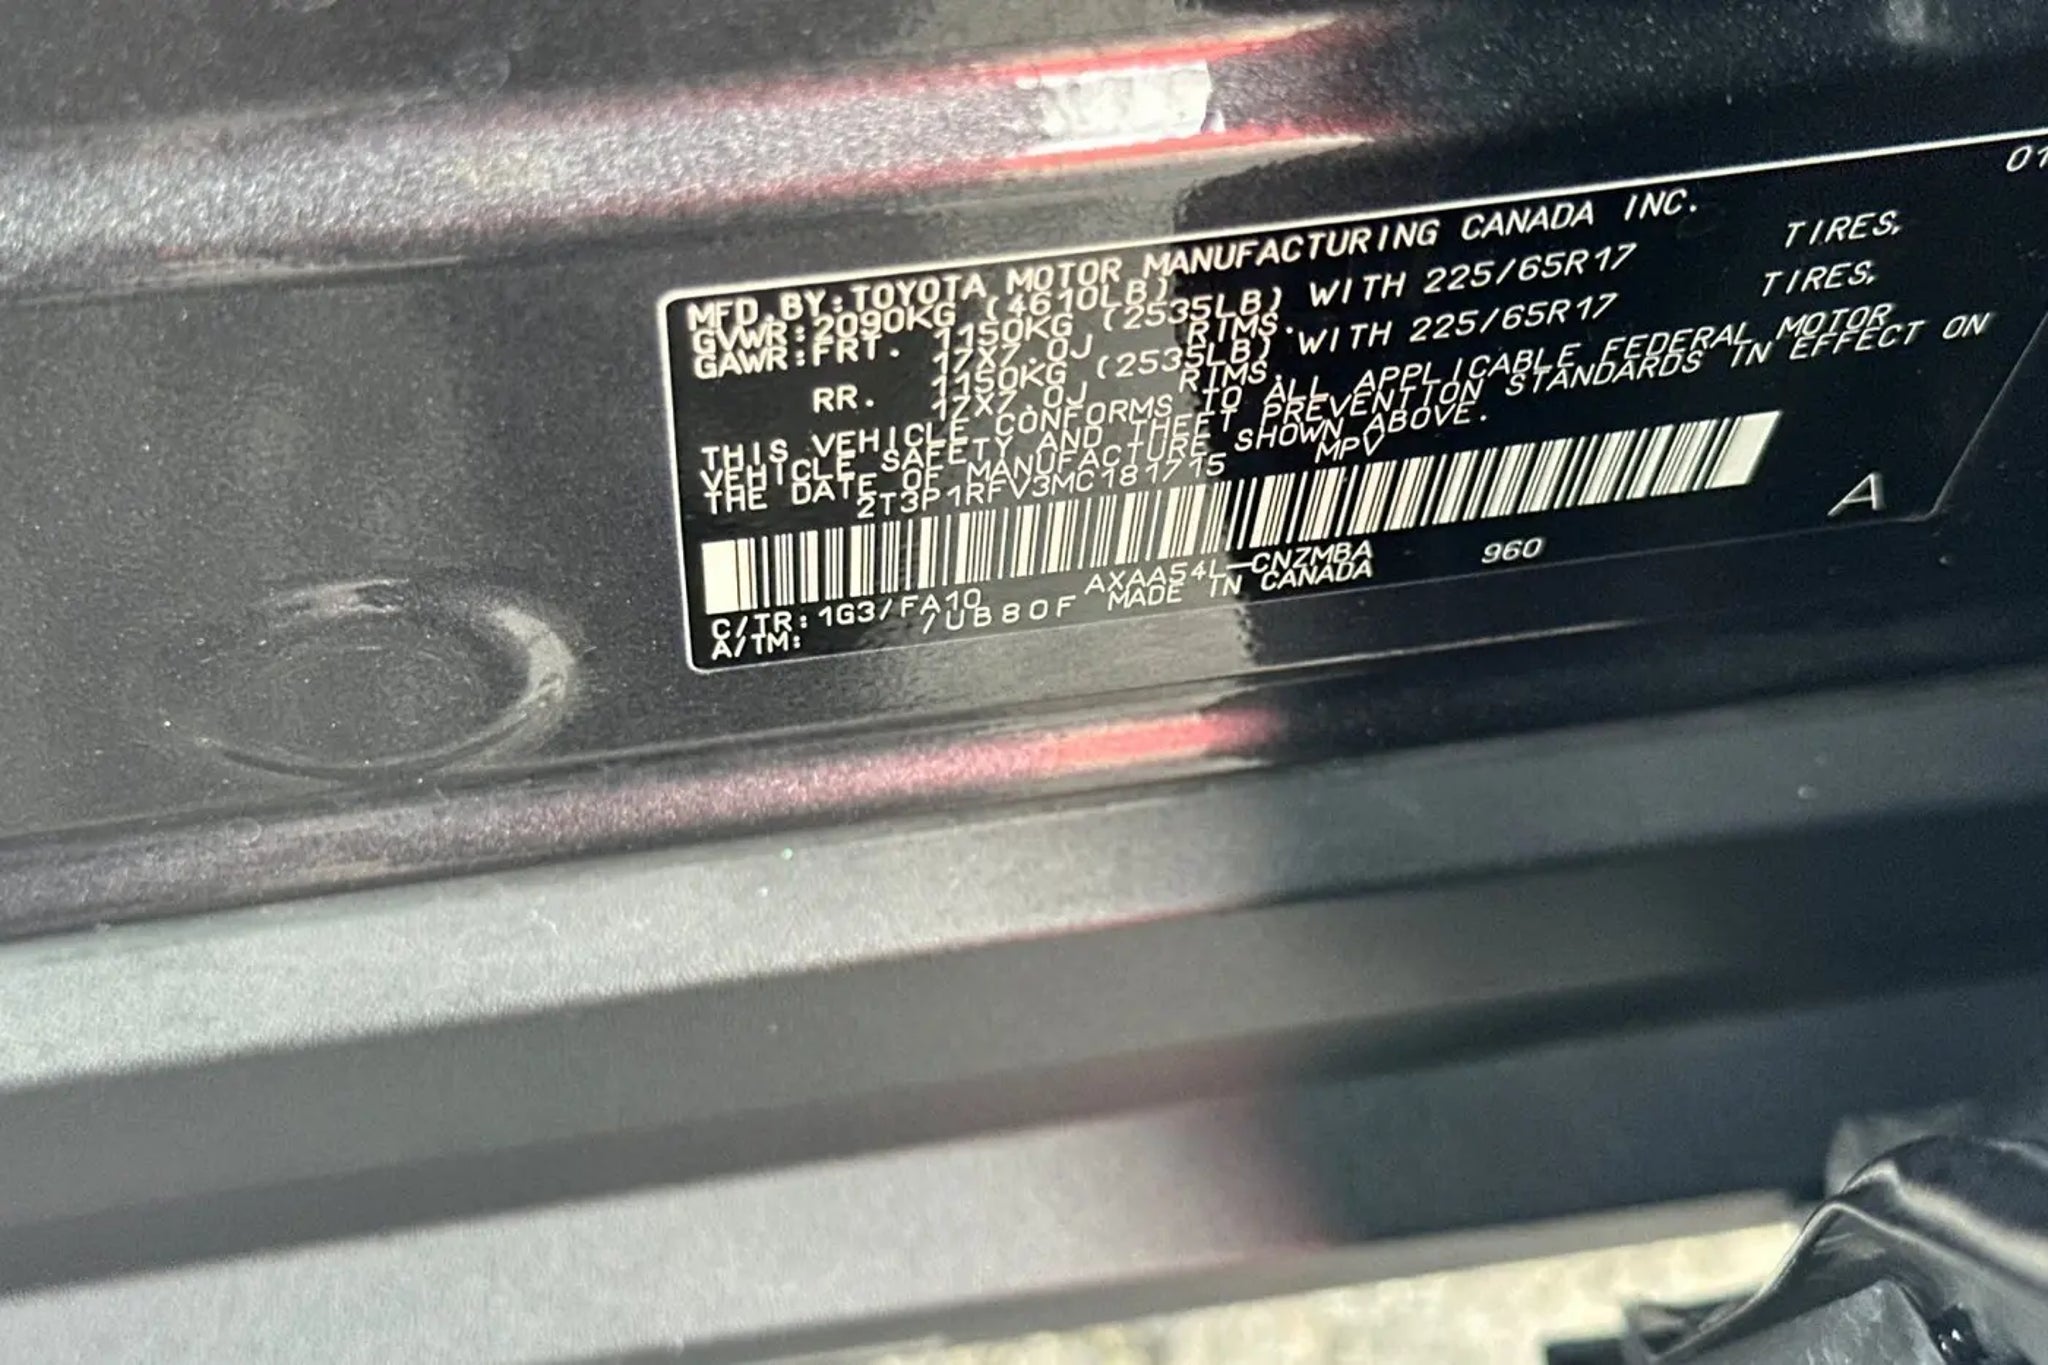 01
MFD.BY:TOYOTA MOTOR MANUFACTURING CANADA INC.
GVWR:2090KG (4610LB)
GAWR:FRT. 1150KG (2535LB) WITH 225/65R17 TIRES,
17X7.0J RIMS.
RR. 1150KG (2535LB) WITH 225/65R17 TIRES,
17X7.0J RIMS.
THIS VEHICLE CONFORMS TO ALL APPLICABLE FEDERAL MOTOR
VEHICLE SAFETY AND THEFT PREVENTION STANDARDS IN EFFECT ON
THE DATE OF MANUFACTURE SHOWN ABOVE.
2T3P1RFV3MC181715 MPV
C/TR:1G3/FA10 AXAA54L-CNZMBA 960 A
A/TM: /UB80F MADE IN CANADA